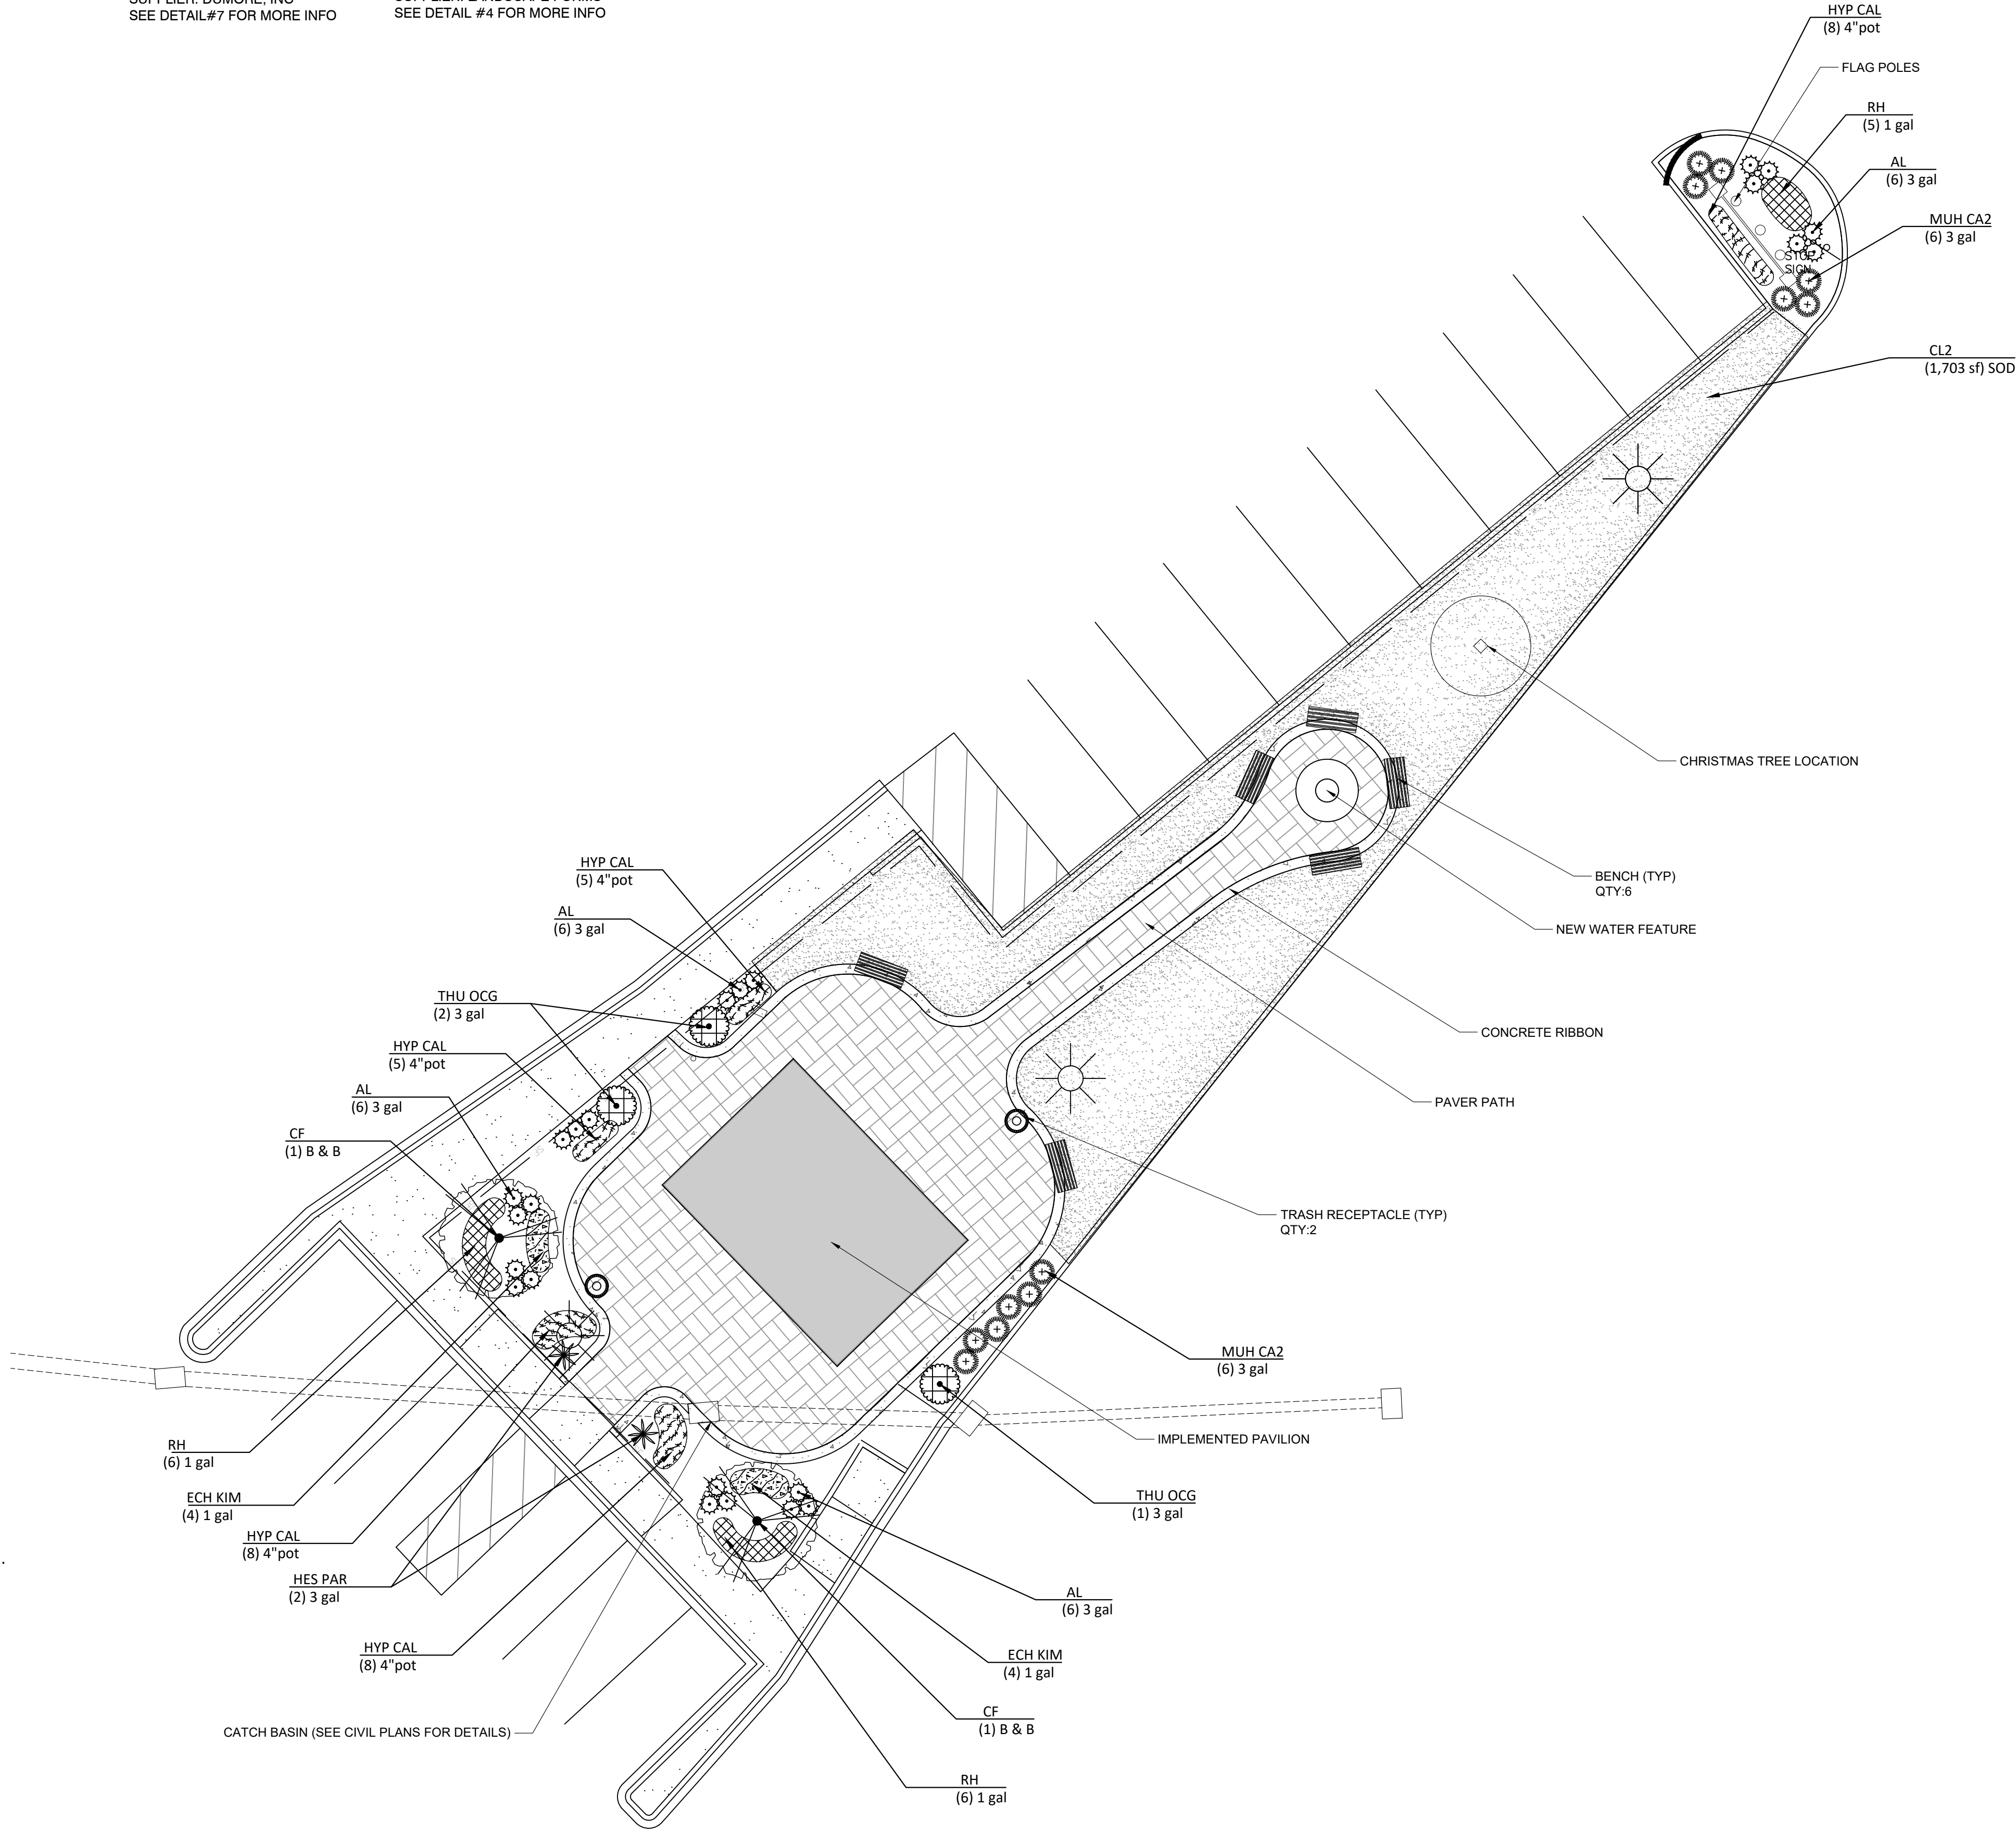 SUPPLIER: DUMORE, INC
SEE DETAIL#7 FOR MORE INFO
SUPPLIER: LANDSCAPE FORMS
SEE DETAIL #4 FOR MORE INFO
HYP CAL
(8) 4"pot
FLAG POLES
RH
(5) 1 gal
AL
(6) 3 gal
MUH CA2
(6) 3 gal
STOP
SIGN
CL2
(1,703 sf) SOD
CHRISTMAS TREE LOCATION
BENCH (TYP)
QTY:6
NEW WATER FEATURE
CONCRETE RIBBON
PAVER PATH
TRASH RECEPTACLE (TYP)
QTY:2
HYP CAL
(5) 4"pot
AL
(6) 3 gal
THU OCG
(2) 3 gal
HYP CAL
(5) 4"pot
AL
(6) 3 gal
CF
(1) B & B
MUH CA2
(6) 3 gal
IMPLEMENTED PAVILION
THU OCG
(1) 3 gal
RH
(6) 1 gal
ECH KIM
(4) 1 gal
HYP CAL
(8) 4"pot
HES PAR
(2) 3 gal
HYP CAL
(8) 4"pot
CATCH BASIN (SEE CIVIL PLANS FOR DETAILS)
AL
(6) 3 gal
ECH KIM
(4) 1 gal
CF
(1) B & B
RH
(6) 1 gal